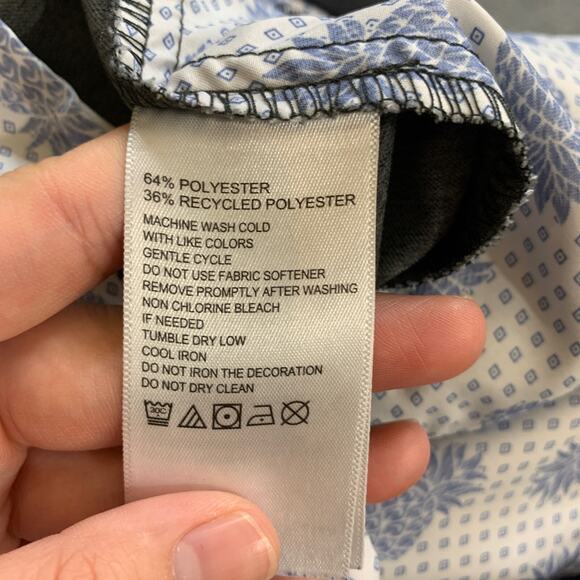 64% POLYESTER
36% RECYCLED POLYESTER
MACHINE WASH COLD
WITH LIKE COLORS
GENTLE CYCLE
DO NOT USE FABRIC SOFTENER
REMOVE PROMPTLY AFTER WASHING
NON CHLORINE BLEACH
IF NEEDED
TUMBLE DRY LOW
COOL IRON
DO NOT IRON THE DECORATION
DO NOT DRY CLEAN
30C